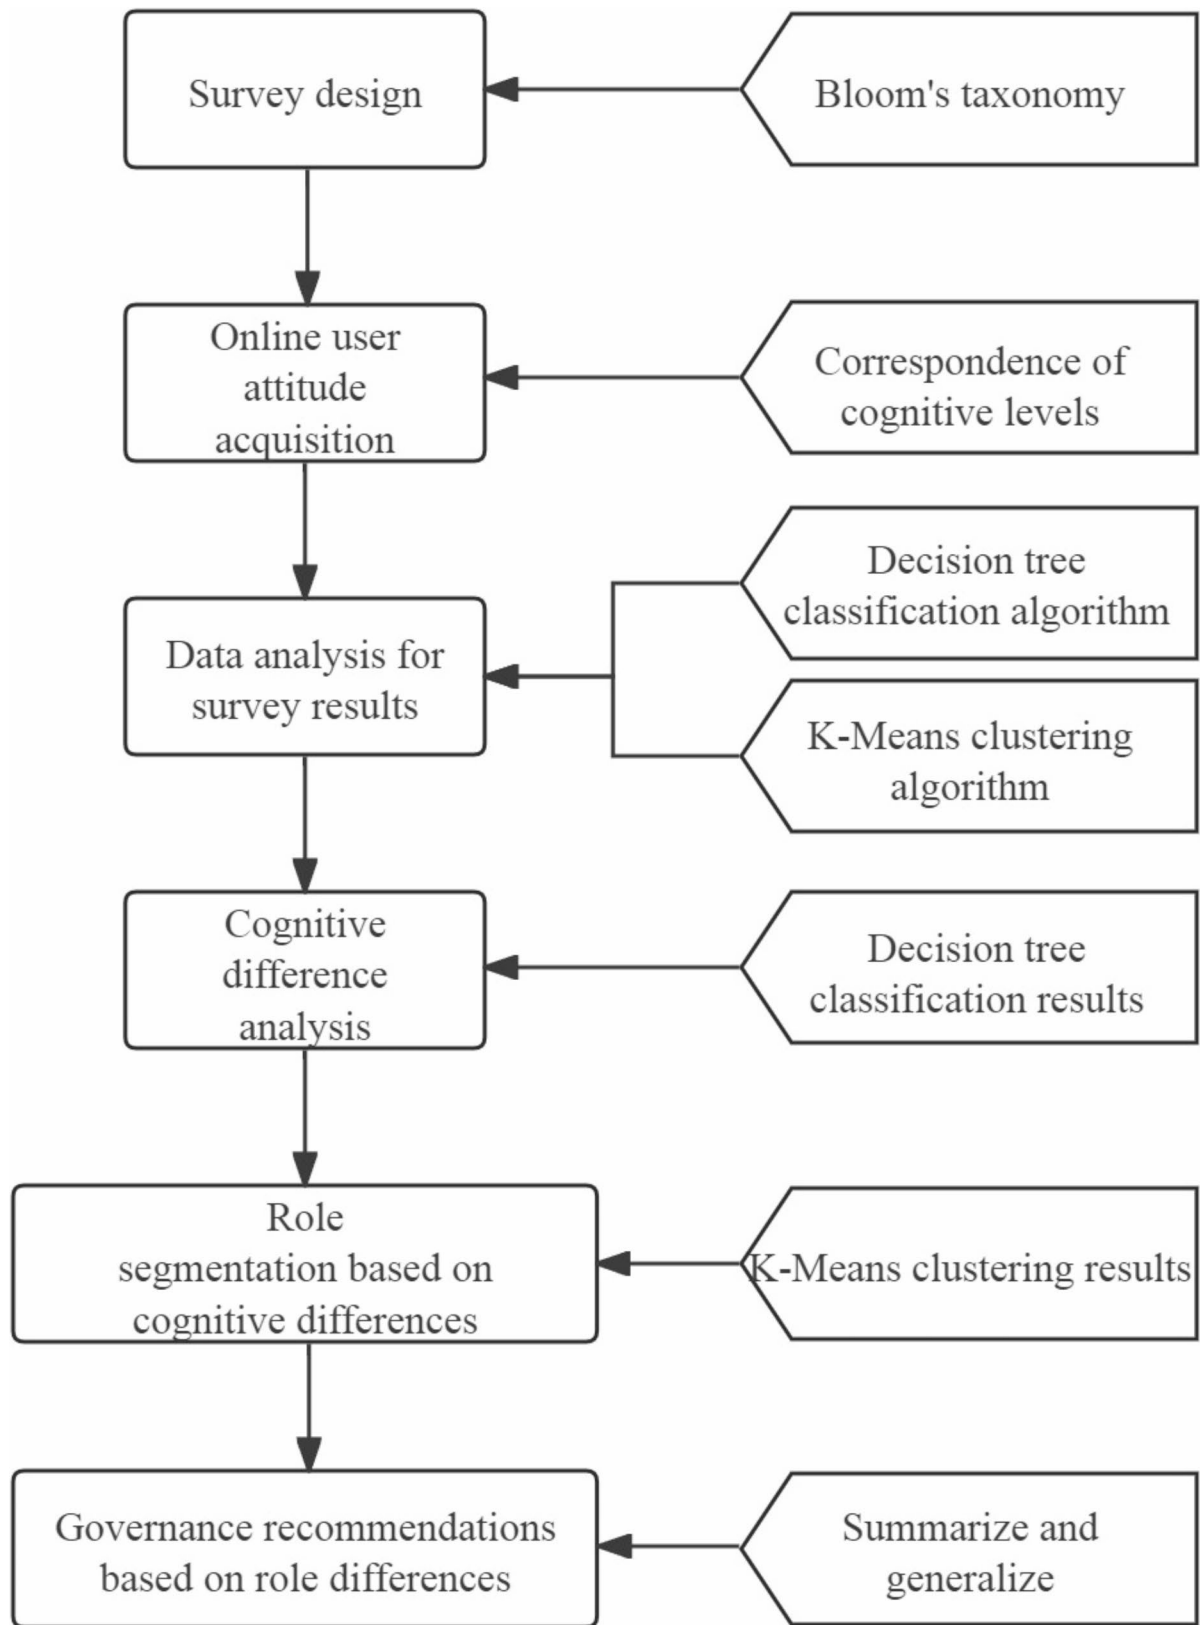 Survey design
Bloom's taxonomy
Online user
attitude
acquisition
Correspondence of
cognitive levels
Decision tree
classification algorithm
Data analysis for
survey results
K-Means clustering
algorithm
Cognitive
difference
analysis
Decision tree
classification results
Role
segmentation based on
cognitive differences
K-Means clustering results
Governance recommendations
based on role differences
Summarize and
generalize